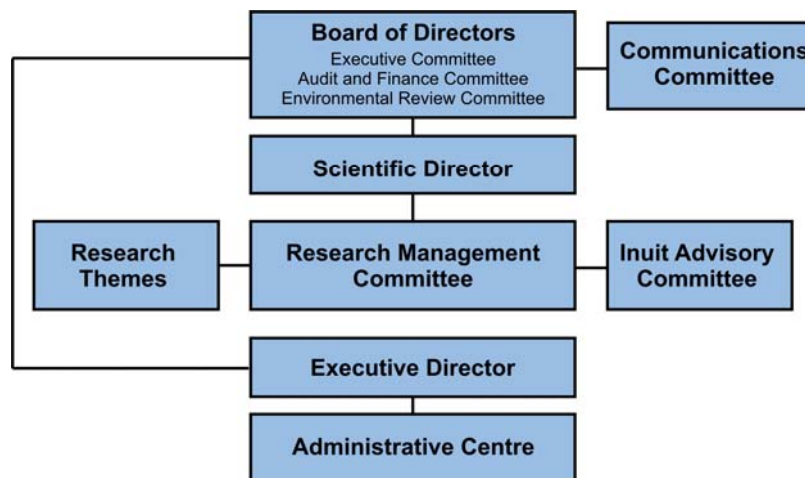 Board of Directors
Executive Committee
Audit and Finance Committee
Environmental Review Committee
Communications
Committee
Scientific Director
Research
Themes
Research Management
Committee
Inuit Advisory
Committee
Executive Director
Administrative Centre